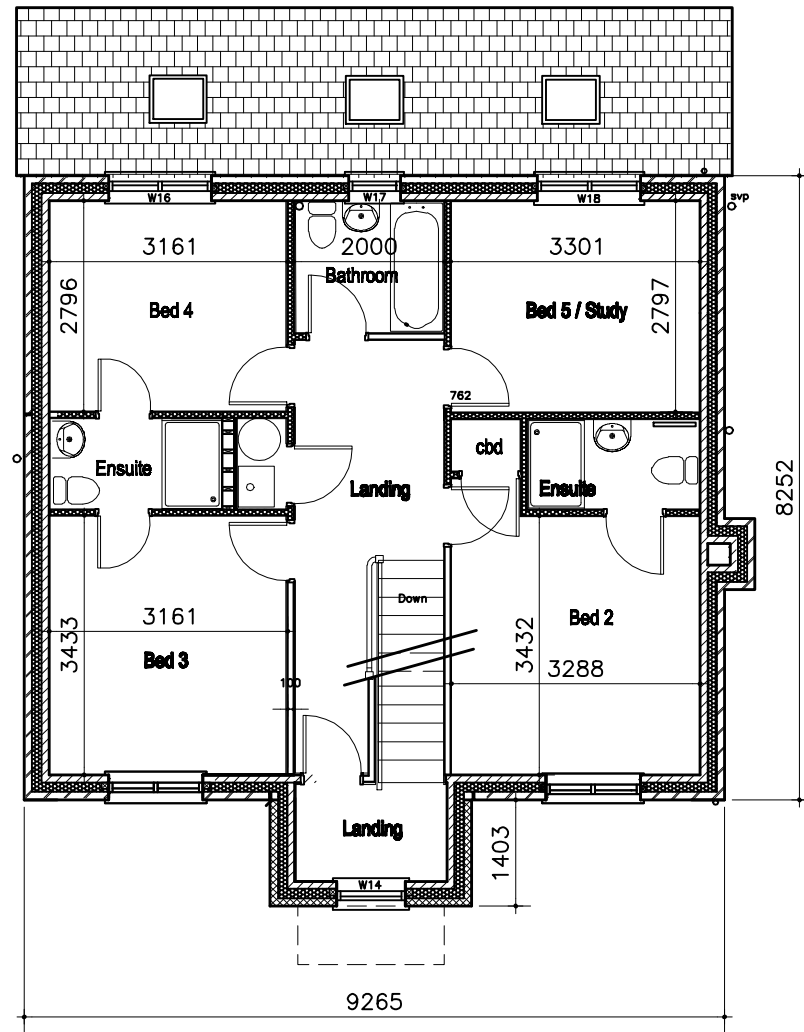 W16
W17
W18
svp
3161
2000
3301
Bathroom
2796
Bed 4
Bed 5 / Study
2797
762
cbd
Ensuite
Landing
Ensuite
8252
Down
3161
Bed 2
3433
3432
Bed 3
3288
100
Landing
1403
W14
9265